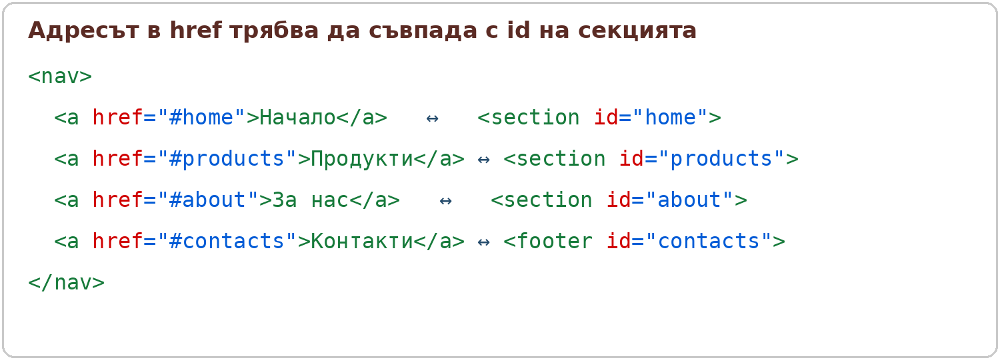 Адресът в href трябва да съвпада с id на секцията
<nav>
  <a href="#home">Начало</a>   ↔   <section id="home">
  <a href="#products">Продукти</a> ↔ <section id="products">
  <a href="#about">За нас</a>   ↔   <section id="about">
  <a href="#contacts">Контакти</a> ↔ <footer id="contacts">
</nav>